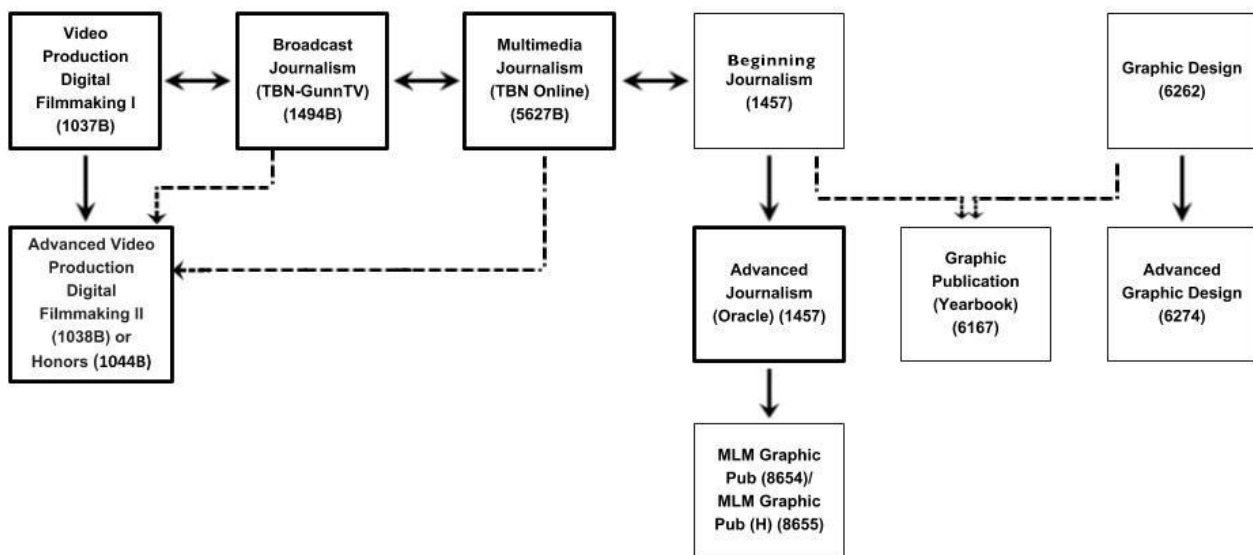 Video
Production
Digital
Filmmaking I
(1037B)
Broadcast
Journalism
(TBN-GunnTV)
(1494B)
Multimedia
Journalism
(TBN Online)
(5627B)
Beginning
Journalism
(1457)
Graphic Design
(6262)
Advanced Video
Production
Digital
Filmmaking II
(1038B) or
Honors (1044B)
Advanced
Journalism
(Oracle) (1457)
Graphic
Publication
(Yearbook)
(6167)
Advanced
Graphic Design
(6274)
MLM Graphic
Pub (8654)/
MLM Graphic
Pub (H) (8655)